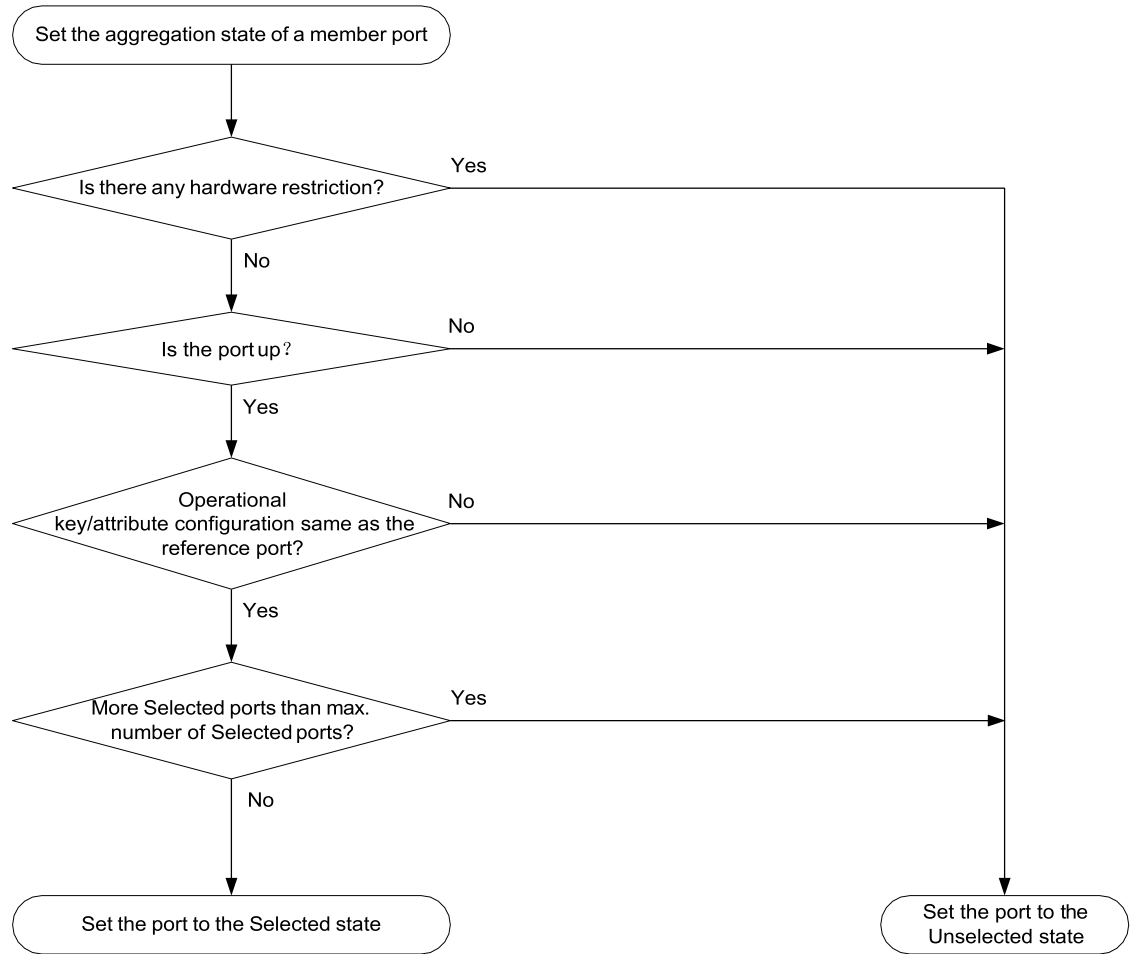 Set the aggregation state of a member port
Yes
Is there any hardware restriction?
No
No
Is the port up？
Yes
No
Operational
key/attribute configuration same as the
reference port?
Yes
Yes
More Selected ports than max.
number of Selected ports?
No
Set the port to the Selected state
Set the port to the
Unselected state